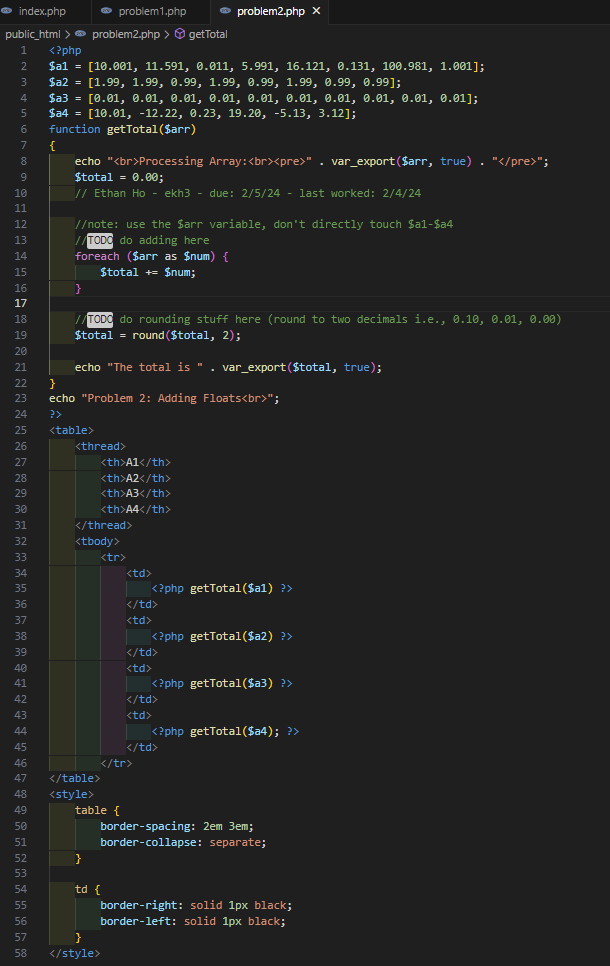 index.php problem1.php problem2.php ×
public_html > problem2.php > getTotal
1 <?php
2 $a1 = [10.001, 11.591, 0.011, 5.991, 16.121, 0.131, 100.981, 1.001];
3 $a2 = [1.99, 1.99, 0.99, 1.99, 0.99, 1.99, 0.99, 0.99];
4 $a3 = [0.01, 0.01, 0.01, 0.01, 0.01, 0.01, 0.01, 0.01, 0.01, 0.01];
5 $a4 = [10.01, -12.22, 0.23, 19.20, -5.13, 3.12];
6 function getTotal($arr)
7 {
8     echo "<br>Processing Array:<br><pre>" . var_export($arr, true) . "</pre>";
9     $total = 0.00;
10     // Ethan Ho - ekh3 - due: 2/5/24 - last worked: 2/4/24
11
12     //note: use the $arr variable, don't directly touch $a1-$a4
13     //TODO do adding here
14     foreach ($arr as $num) {
15         $total += $num;
16     }
17
18     //TODO do rounding stuff here (round to two decimals i.e., 0.10, 0.01, 0.00)
19     $total = round($total, 2);
20
21     echo "The total is " . var_export($total, true);
22 }
23 echo "Problem 2: Adding Floats<br>";
24 ?>
25 <table>
26     <thread>
27         <th>A1</th>
28         <th>A2</th>
29         <th>A3</th>
30         <th>A4</th>
31     </thread>
32     <tbody>
33         <tr>
34             <td>
35                 <?php getTotal($a1) ?>
36             </td>
37             <td>
38                 <?php getTotal($a2) ?>
39             </td>
40             <td>
41                 <?php getTotal($a3) ?>
42             </td>
43             <td>
44                 <?php getTotal($a4); ?>
45             </td>
46         </tr>
47 </table>
48 <style>
49     table {
50         border-spacing: 2em 3em;
51         border-collapse: separate;
52     }
53
54     td {
55         border-right: solid 1px black;
56         border-left: solid 1px black;
57     }
58 </style>